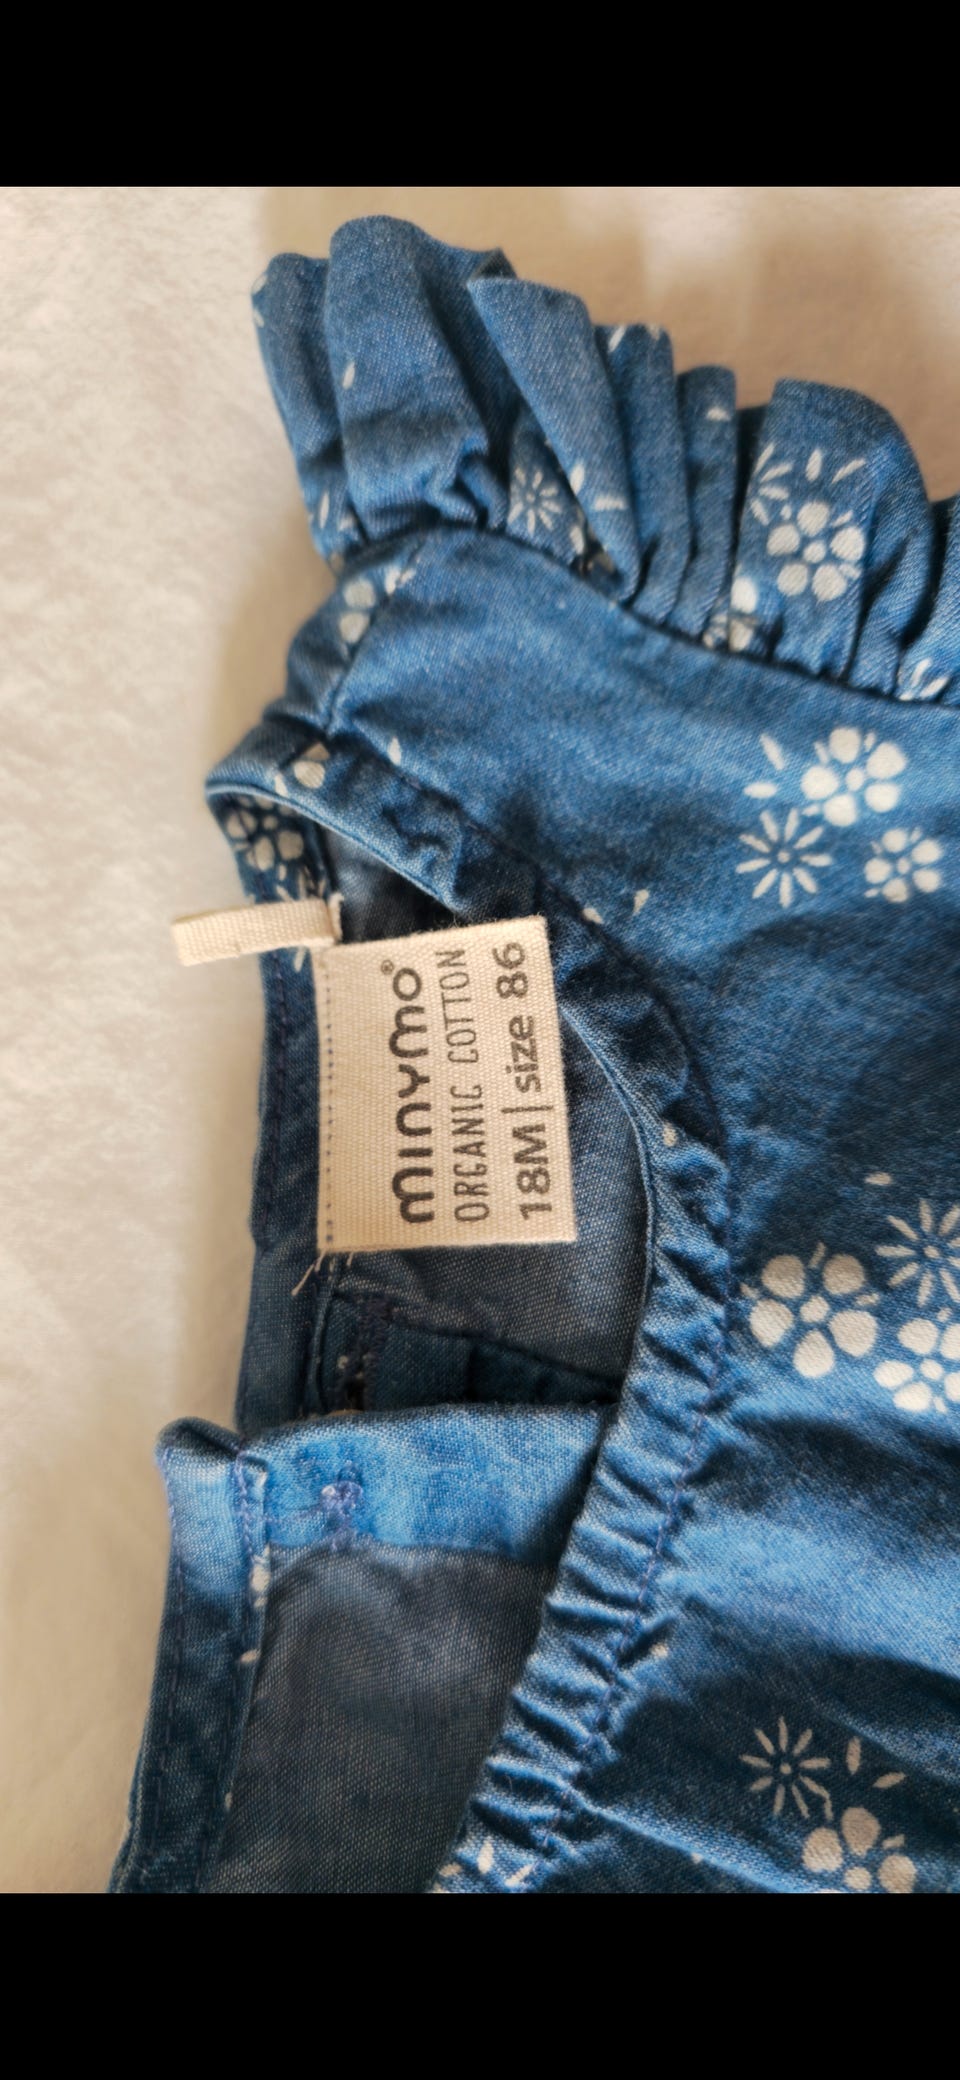 minymo®
ORGANIC COTTON
18M | size 86